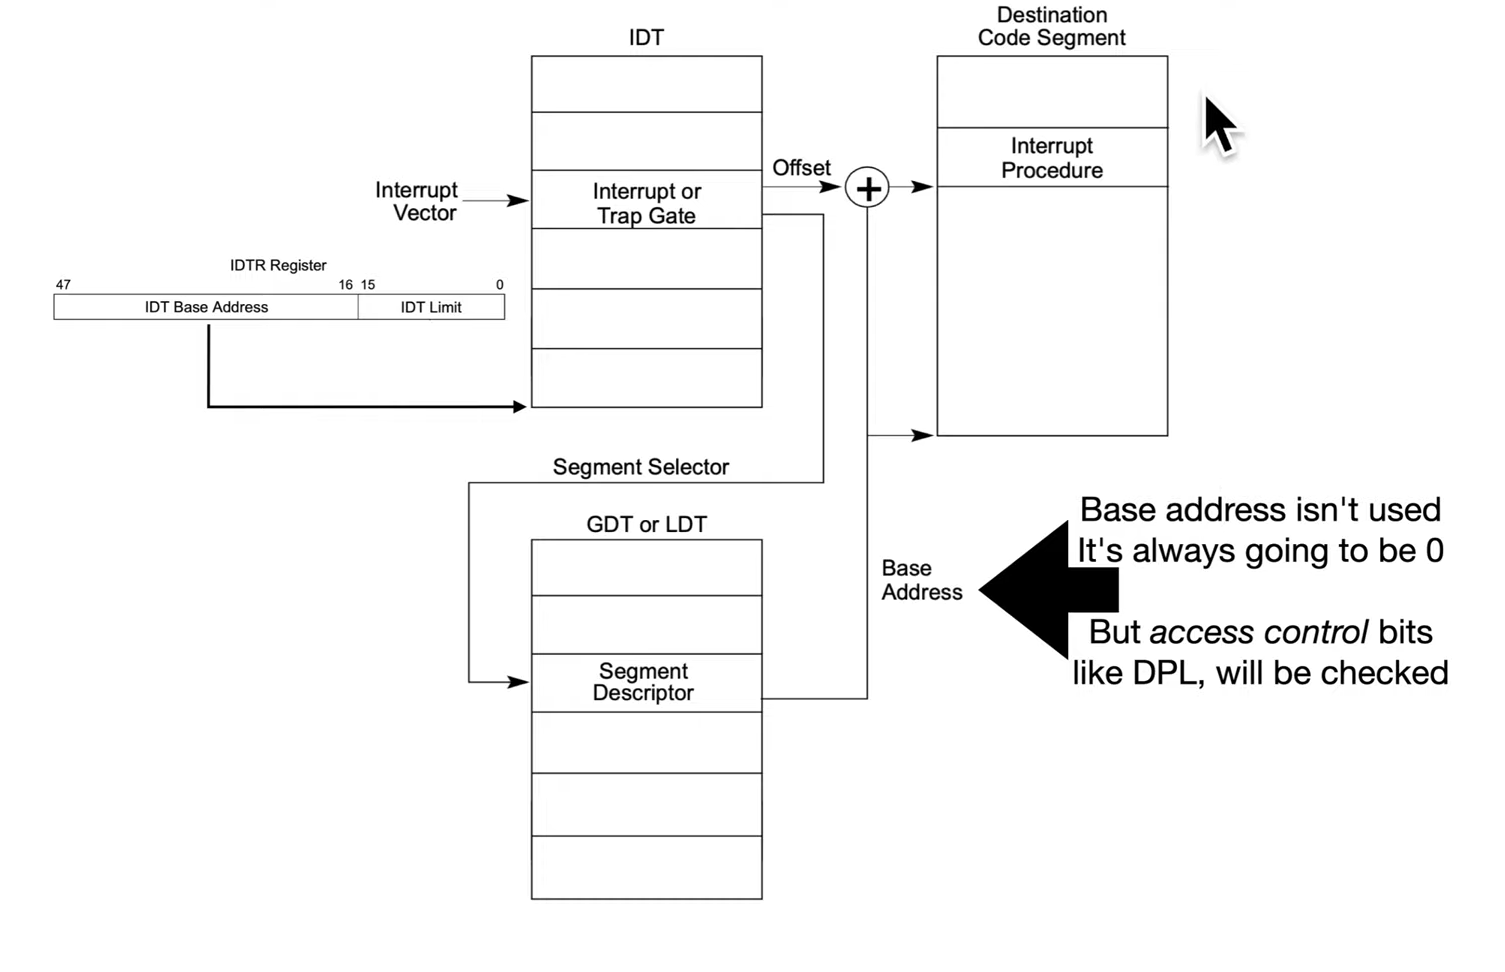 IDT
Destination
Code Segment
Interrupt
Procedure
Offset
+
Interrupt
Vector
Interrupt or
Trap Gate
IDTR Register
47
16
15
0
IDT Base Address
IDT Limit
Segment Selector
GDT or LDT
Segment
Descriptor
Base
Address
Base address isn't used
It's always going to be 0
But access control bits
like DPL, will be checked